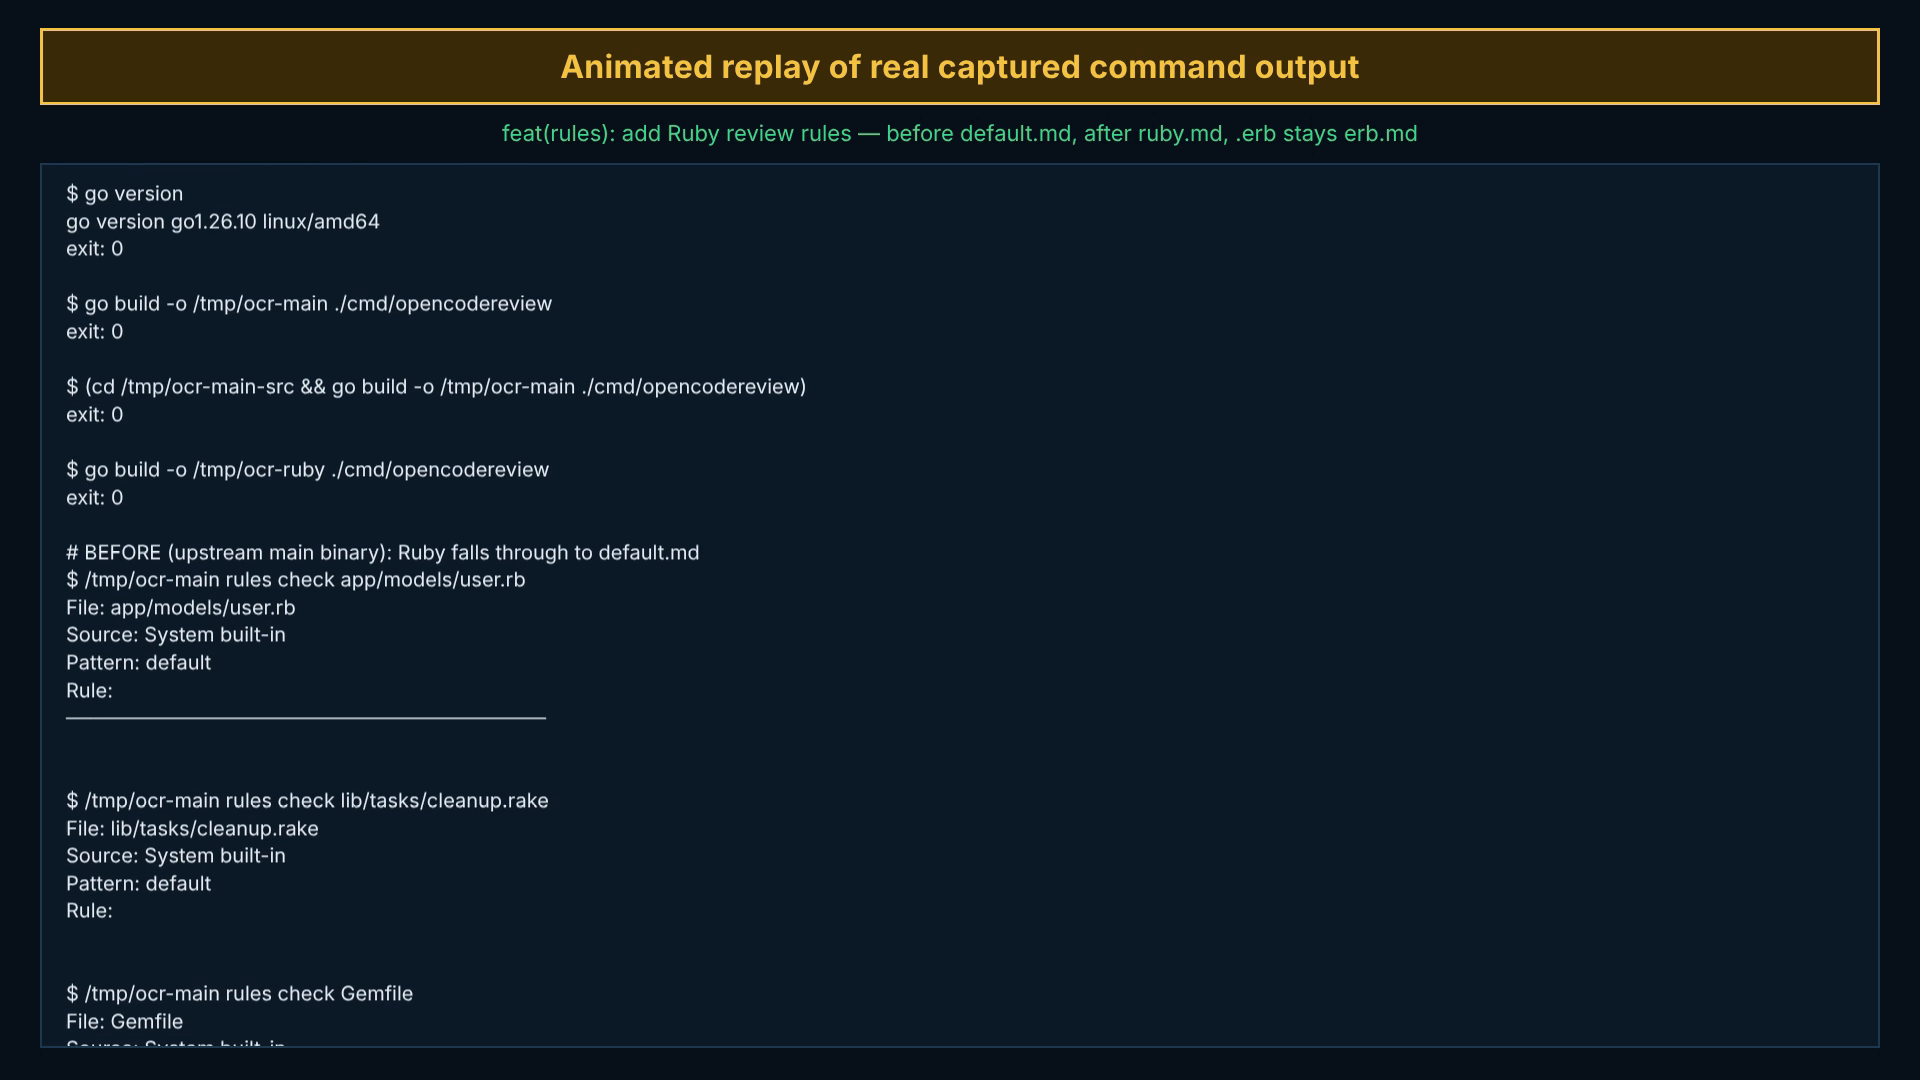 Animated replay of real captured command output
feat(rules): add Ruby review rules — before default.md, after ruby.md, .erb stays erb.md
$ go version
go version go1.26.10 linux/amd64
exit: 0
$ go build -o /tmp/ocr-main ./cmd/opencodereview
exit: 0
$ (cd /tmp/ocr-main-src && go build -o /tmp/ocr-main ./cmd/opencodereview)
exit: 0
$ go build -o /tmp/ocr-ruby ./cmd/opencodereview
exit: 0
# BEFORE (upstream main binary): Ruby falls through to default.md
$ /tmp/ocr-main rules check app/models/user.rb
File: app/models/user.rb
Source: System built-in
Pattern: default
Rule:
$ /tmp/ocr-main rules check lib/tasks/cleanup.rake
File: lib/tasks/cleanup.rake
Source: System built-in
Pattern: default
Rule:
$ /tmp/ocr-main rules check Gemfile
File: Gemfile
Source: System built-in